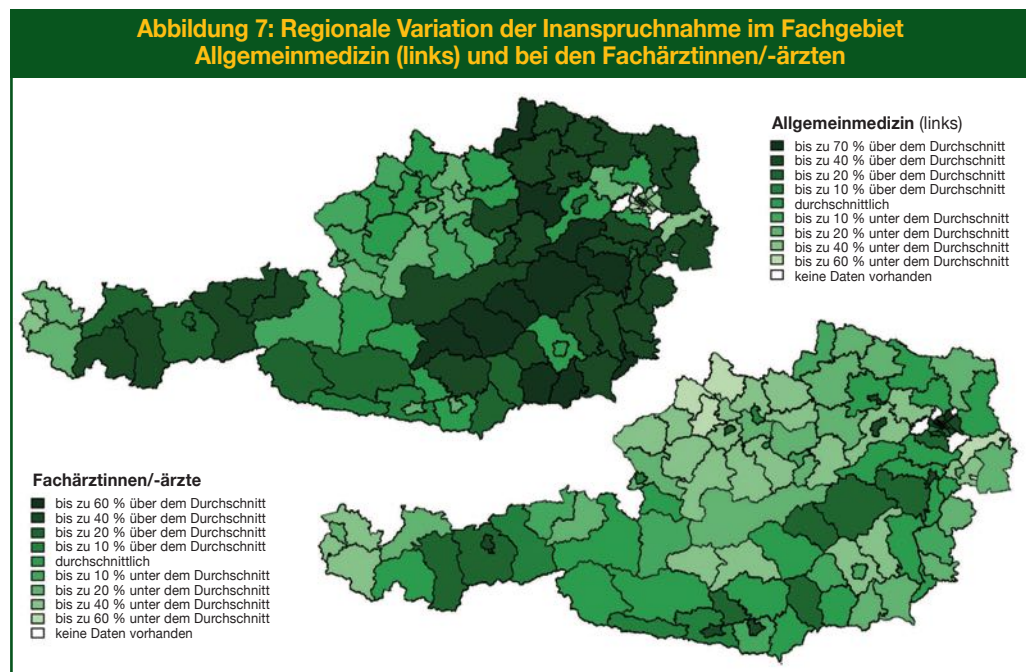 Abbildung 7: Regionale Variation der Inanspruchnahme im Fachgebiet
Allgemeinmedizin (links) und bei den Fachärztinnen/-ärzten
Allgemeinmedizin (links)
bis zu 70 % über dem Durchschnitt
bis zu 40 % über dem Durchschnitt
bis zu 20 % über dem Durchschnitt
bis zu 10 % über dem Durchschnitt
durchschnittlich
bis zu 10 % unter dem Durchschnitt
bis zu 20 % unter dem Durchschnitt
bis zu 40 % unter dem Durchschnitt
bis zu 60 % unter dem Durchschnitt
keine Daten vorhanden
Fachärztinnen/-ärzte
bis zu 60 % über dem Durchschnitt
bis zu 40 % über dem Durchschnitt
bis zu 20 % über dem Durchschnitt
bis zu 10 % über dem Durchschnitt
durchschnittlich
bis zu 10 % unter dem Durchschnitt
bis zu 20 % unter dem Durchschnitt
bis zu 40 % unter dem Durchschnitt
bis zu 60 % unter dem Durchschnitt
keine Daten vorhanden